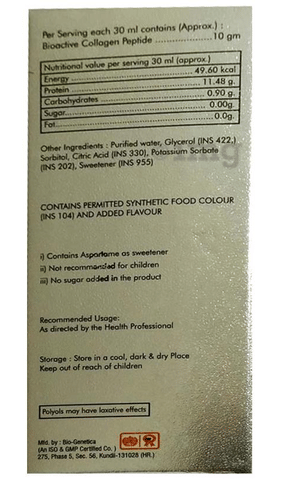 Per Serving each 30 ml contains (Approx.) :
Bioactive Collagen Peptide ..............10 gm
Nutritional value per serving 30 ml (approx.)
Energy.................................49.60 kcal
Protein................................11.48 g.
Carbohydrates....................0.90 g.
Sugar..................................0.00g.
Fat.......................................0.0g.
Other Ingredients : Purified water, Glycerol (INS 422,)
Sorbitol, Citric Acid (INS 330), Potassium Sorbate
(INS 202), Sweetener (INS 955)
CONTAINS PERMITTED SYNTHETIC FOOD COLOUR
(INS 104) AND ADDED FLAVOUR
i) Contains Aspartame as sweetener
ii) Not recommended for children
iii) No sugar added in the product
Recommended Usage:
As directed by the Health Professional
Storage : Store in a cool, dark & dry Place
Keep out of reach of children
Polyols may have laxative effects
Mfd. by : Bio-Genetica
(An ISO & GMP Certified Co. )
275, Phase 5, Sec. 56, Kundli-131028 (HR.)